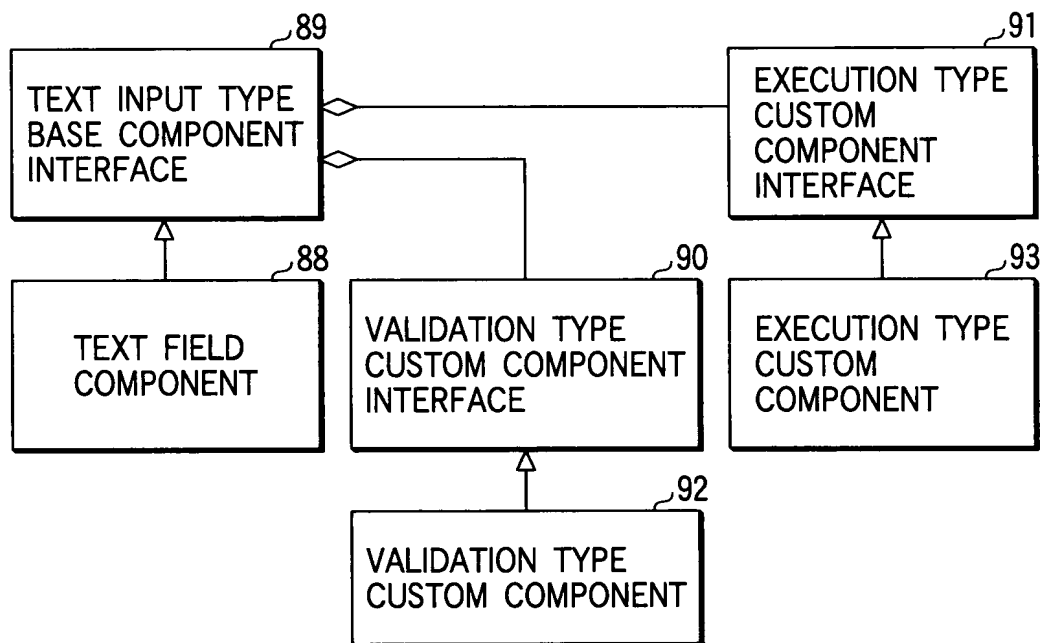 89
TEXT INPUT TYPE
BASE COMPONENT
INTERFACE
91
EXECUTION TYPE
CUSTOM
COMPONENT
INTERFACE
88
TEXT FIELD
COMPONENT
90
VALIDATION TYPE
CUSTOM COMPONENT
INTERFACE
93
EXECUTION TYPE
CUSTOM
COMPONENT
92
VALIDATION TYPE
CUSTOM COMPONENT